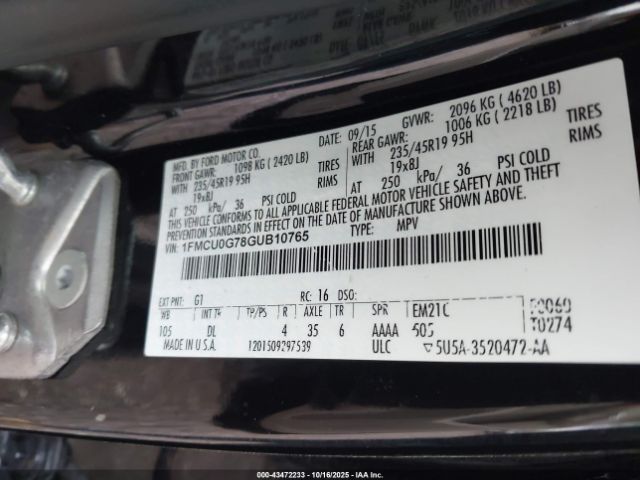 MFD. BY FORD MOTOR CO.
DATE: 09/15
GVWR: 2096 KG ( 4620 LB)
FRONT GAWR: 1098 KG ( 2420 LB)
REAR GAWR: 1006 KG ( 2218 LB)
WITH 235/45R19 95H TIRES
WITH 235/45R19 95H TIRES
19x8J RIMS
19x8J RIMS
AT 250 kPa/ 36 PSI COLD
AT 250 kPa/ 36 PSI COLD
THIS VEHICLE CONFORMS TO ALL APPLICABLE FEDERAL MOTOR VEHICLE SAFETY AND THEFT
PREVENTION STANDARDS IN EFFECT ON THE DATE OF MANUFACTURE SHOWN ABOVE.
VIN: 1FMCU0G78GUB10765
TYPE: MPV
EXT PNT: G1 RC: 16 DSO:
WB INT TR TP/PS R AXLE TR SPR EM21C
105 DL 4 35 6 AAAA 505 T0274
MADE IN U.S.A. 1201509297539 ULC ▽5U5A-3520472-AA
000-43472233 - 10/16/2025 - IAA Inc.